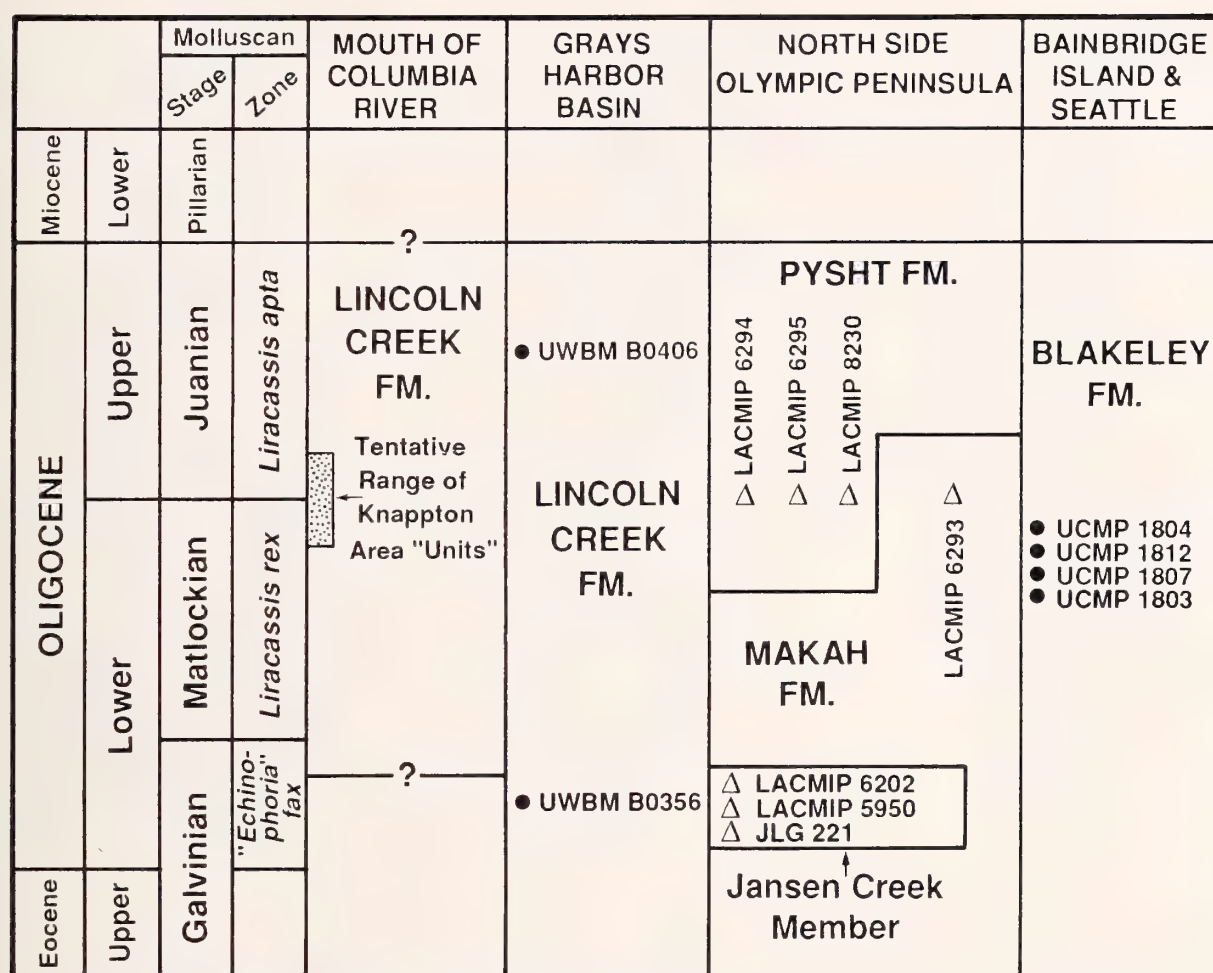 Molluscan
Stage
Zone
MOUTH OF
COLUMBIA
RIVER
GRAYS
HARBOR
BASIN
NORTH SIDE
OLYMPIC PENINSULA
BAINBRIDGE
ISLAND &
SEATTLE
Miocene
Lower
Pillarian
OLIGOCENE
Upper
Juanian
Liracassis apta
Lower
Matlockian
Liracassis rex
Galvinian
"Echino-
phoria"
fax
Eocene
Upper
?
LINCOLN
CREEK
FM.
Tentative
Range of
Knappton
Area "Units"
?
● UWBM B0406
LINCOLN
CREEK
FM.
● UWBM B0356
PYSHT FM.
Δ LACMIP 6294
Δ LACMIP 6295
Δ LACMIP 8230
LACMIP 6293 Δ
MAKAH
FM.
Δ LACMIP 6202
Δ LACMIP 5950
Δ JLG 221
Jansen Creek
Member
BLAKELEY
FM.
● UCMP 1804
● UCMP 1812
● UCMP 1807
● UCMP 1803